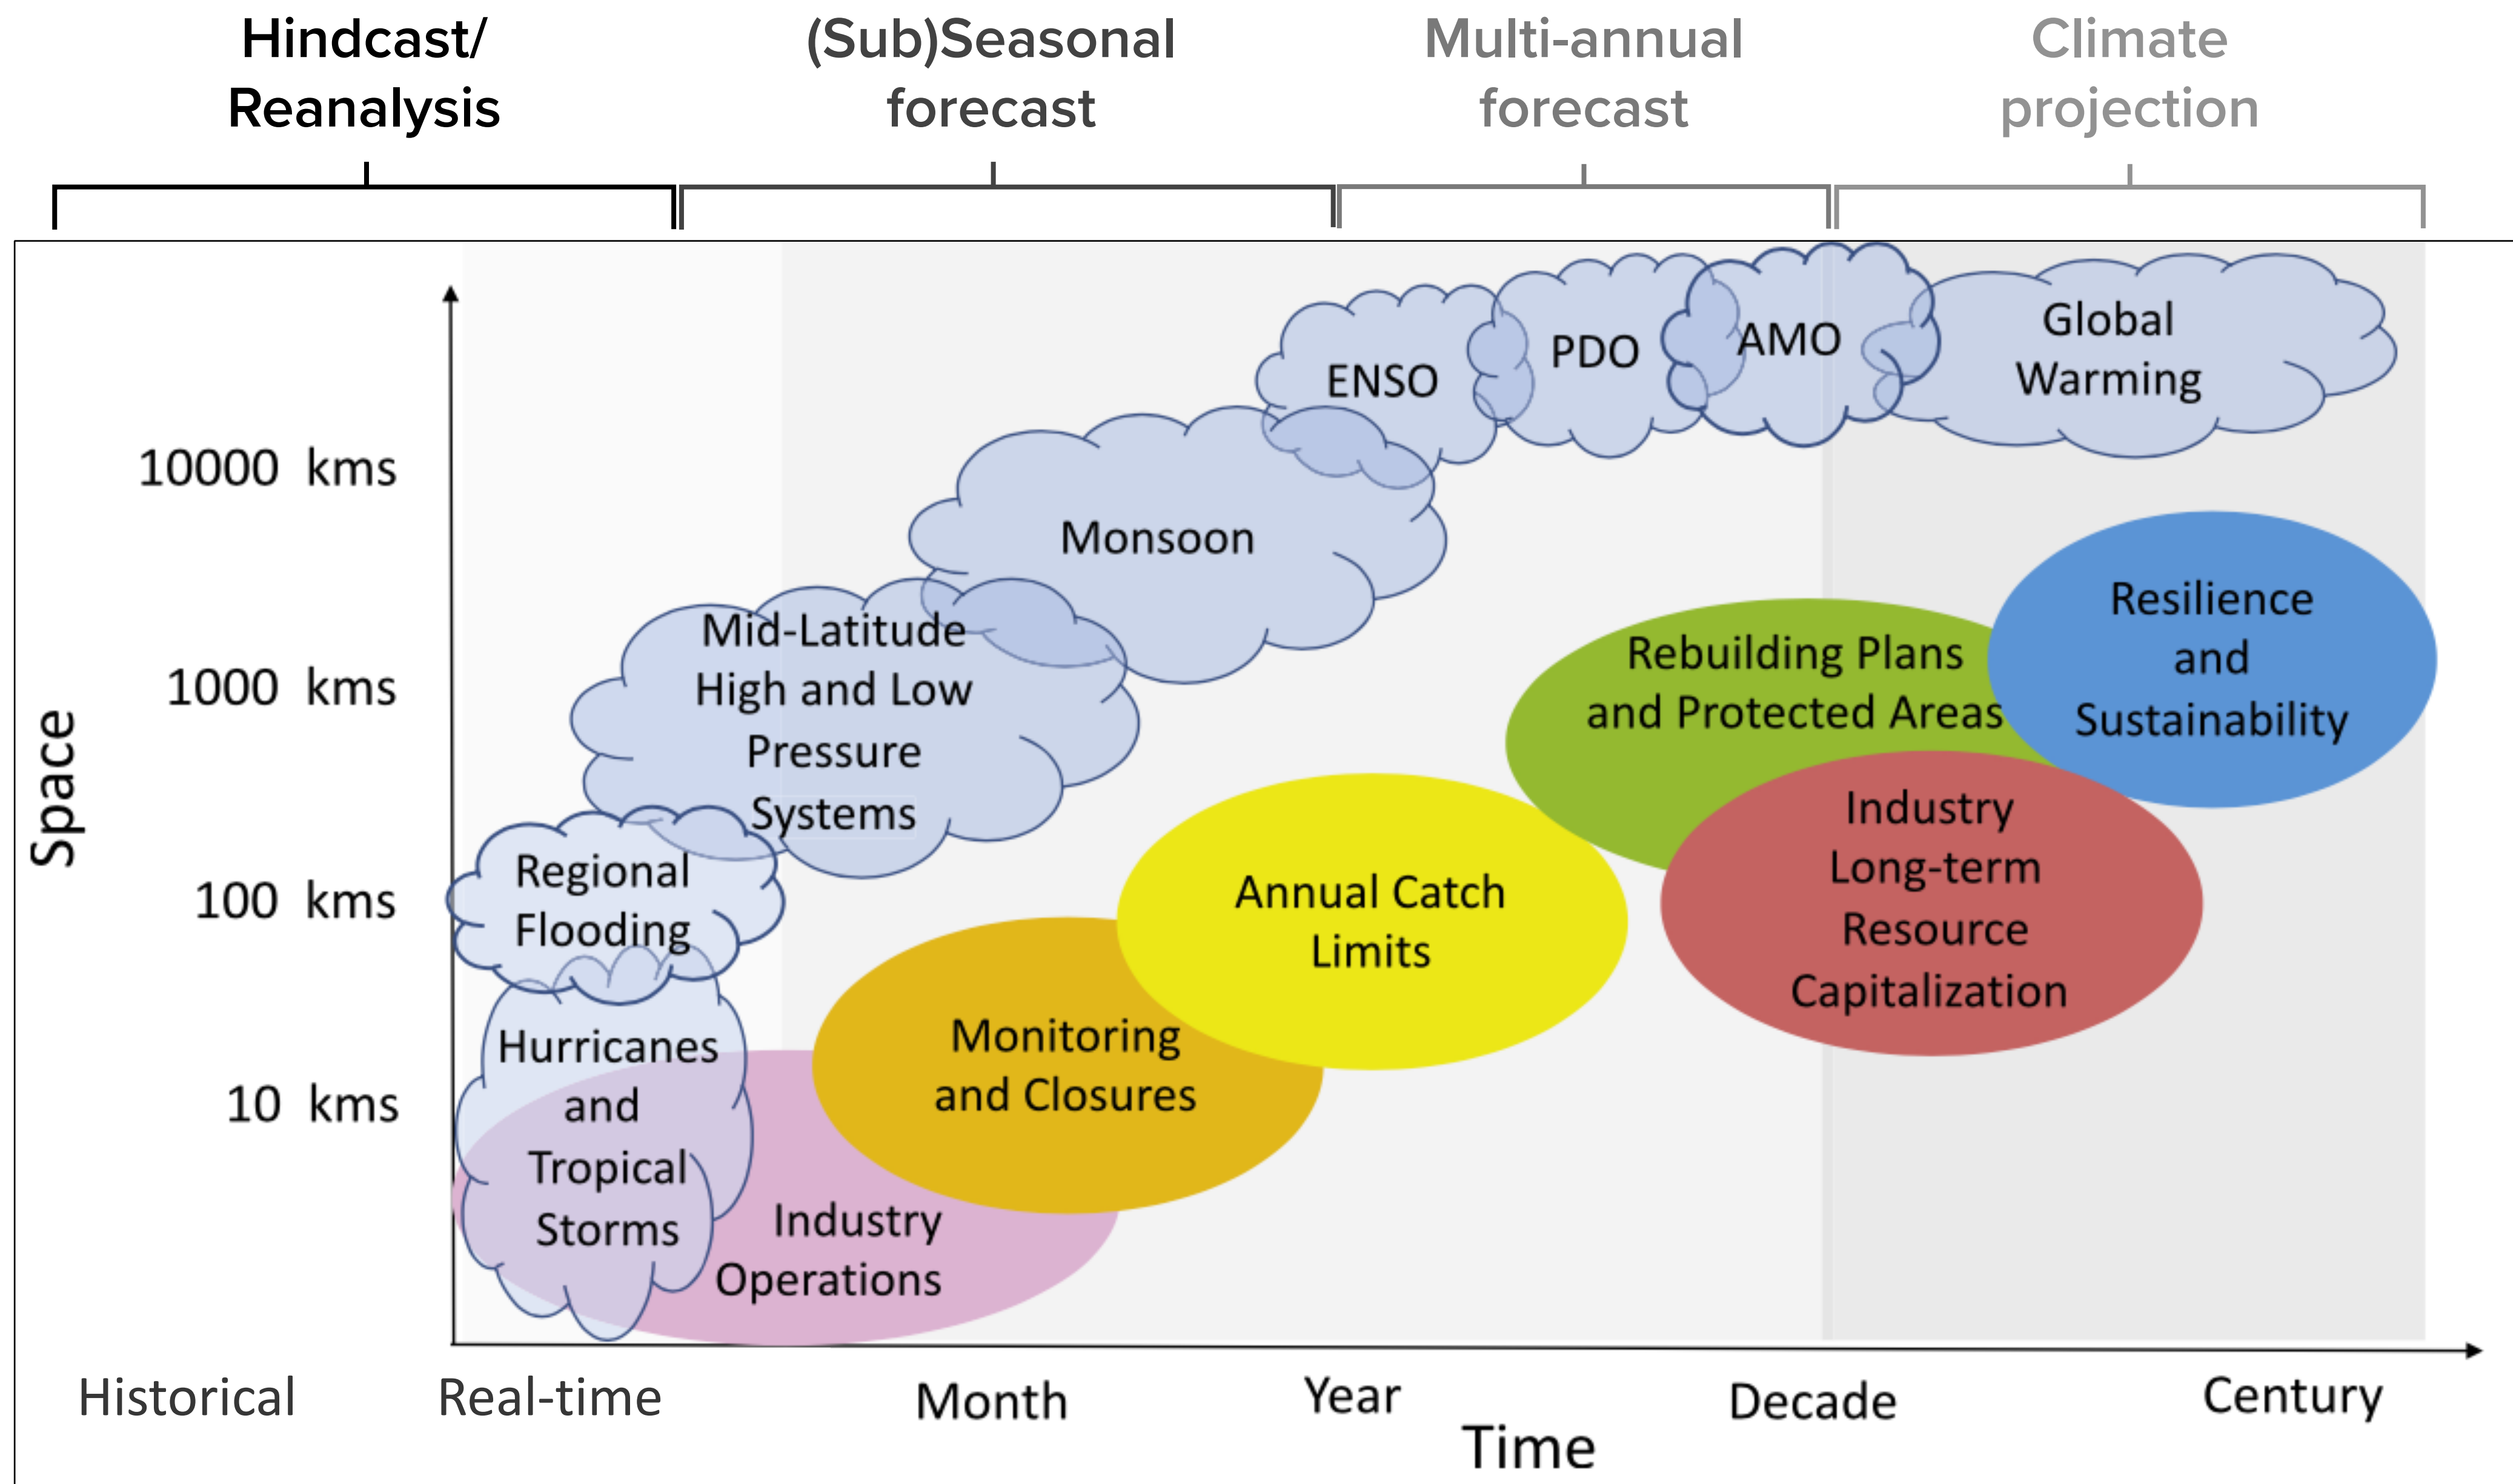 Hindcast/
Reanalysis
(Sub)Seasonal
forecast
Multi-annual
forecast
Climate
projection
Space
10000 kms
1000 kms
100 kms
10 kms
ENSO
PDO
AMO
Global
Warming
Monsoon
Mid-Latitude
High and Low
Pressure
Systems
Regional
Flooding
Hurricanes
and
Tropical
Storms
Industry
Operations
Monitoring
and Closures
Annual Catch
Limits
Rebuilding Plans
and Protected Areas
Industry
Long-term
Resource
Capitalization
Resilience
and
Sustainability
Historical
Real-time
Month
Year
Decade
Century
Time